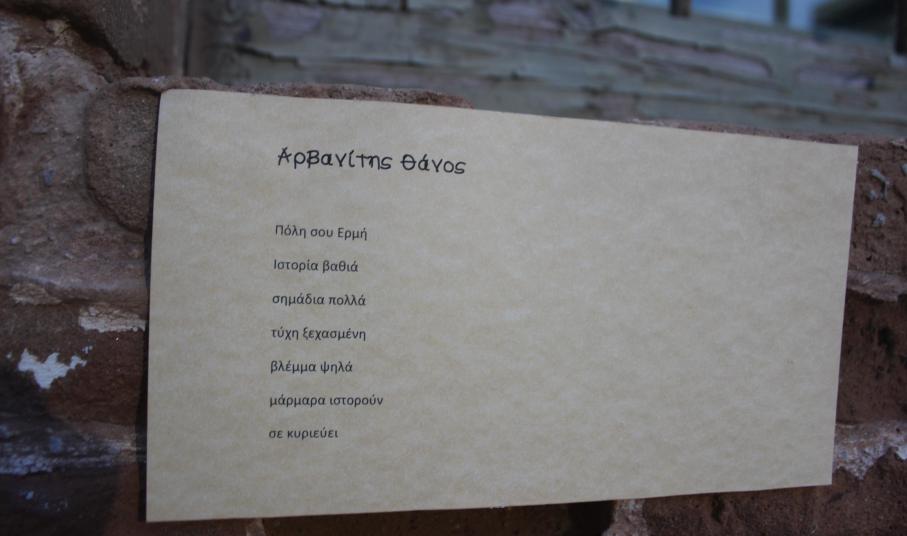 Αρβανίτης Θάνος
Πόλη σου Ερμή
Ιστορία βαθιά
σημάδια πολλά
τύχη ξεχασμένη
βλέμμα ψηλά
μάρμαρα ιστορούν
σε κυριεύει